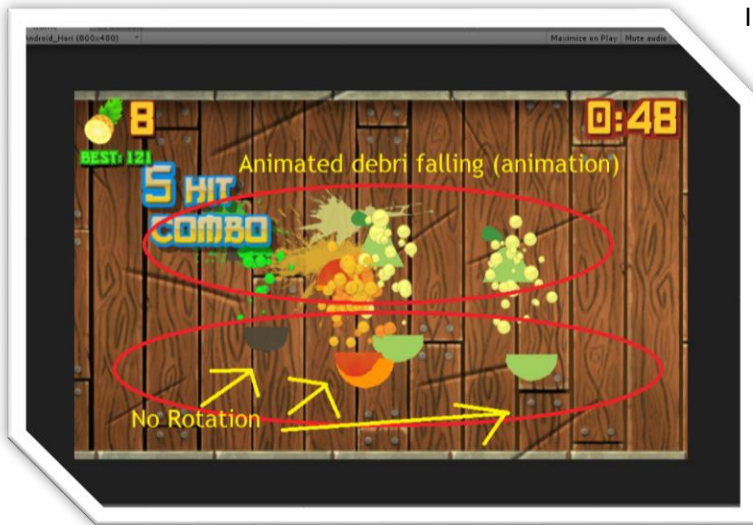 I
ndroid_Hori (800x480)
Maximize on Play Mute audio
8
0:48
BEST: 121
Animated debri falling (animation)
5 HIT
COMBO
No Rotation